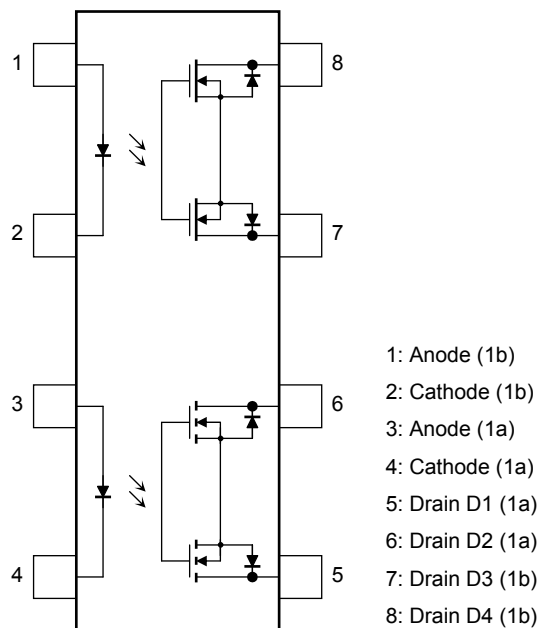 1
8
2
7
3
6
4
5
1: Anode (1b)
2: Cathode (1b)
3: Anode (1a)
4: Cathode (1a)
5: Drain D1 (1a)
6: Drain D2 (1a)
7: Drain D3 (1b)
8: Drain D4 (1b)